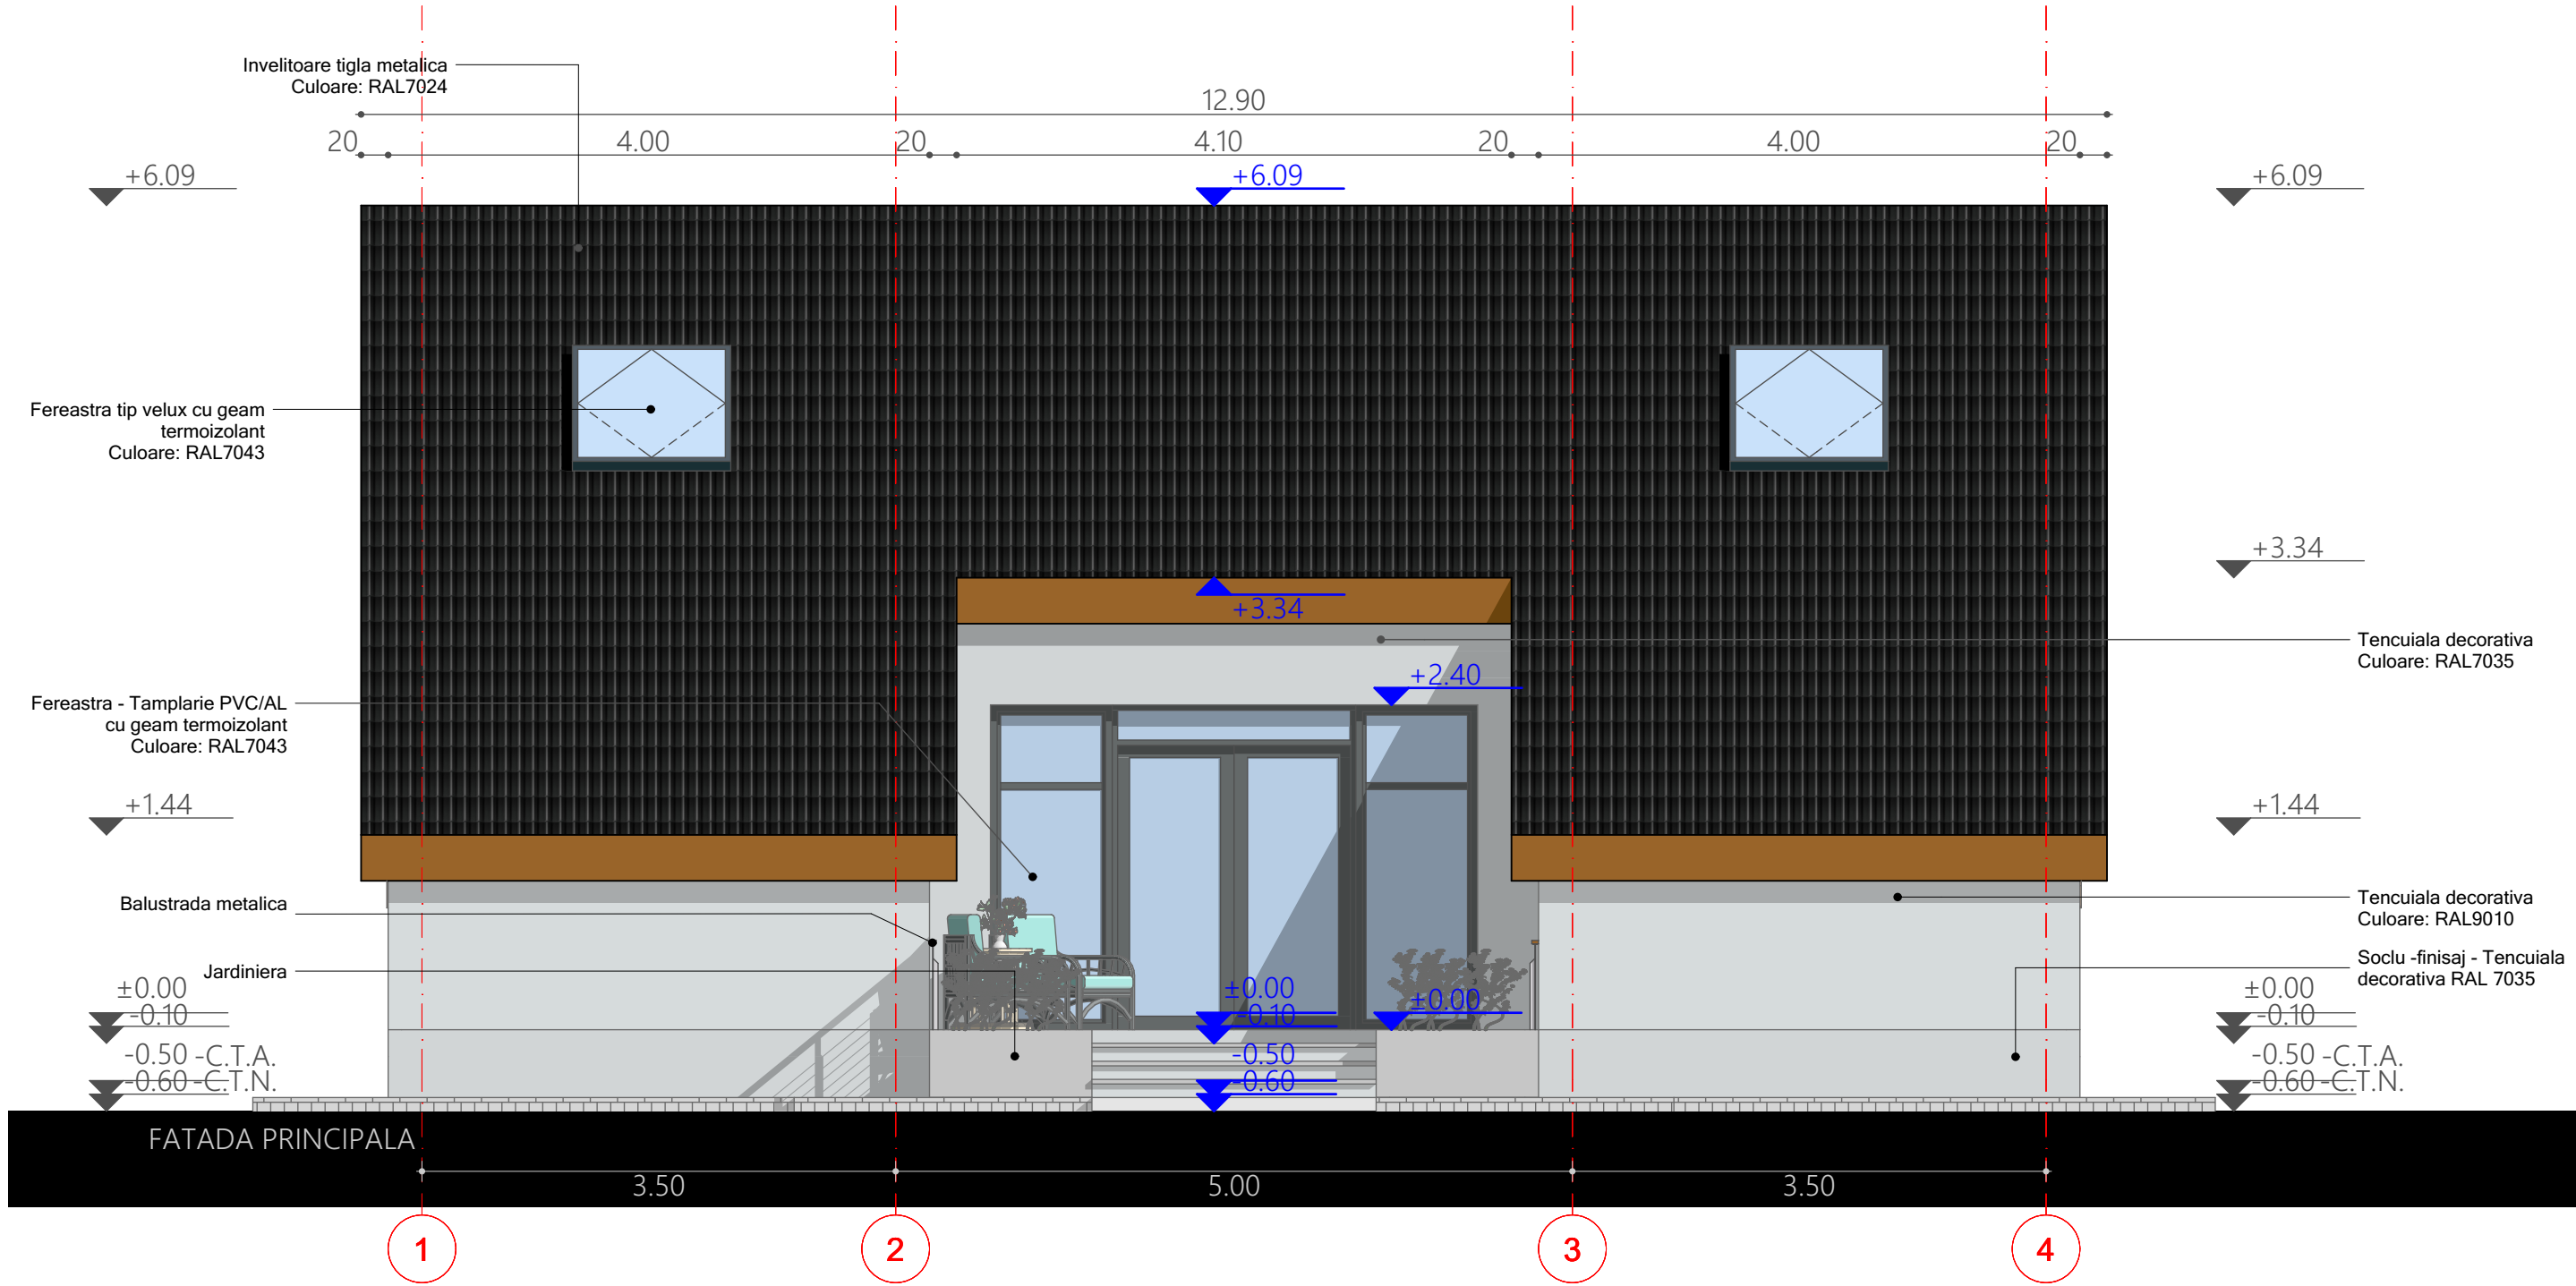 Invelitoare tigla metalica
Culoare: RAL7024
12.90
20 4.00 20 4.10 20 4.00 20
+6.09 +6.09 +6.09
Fereastra tip velux cu geam
termoizolant
Culoare: RAL7043
+3.34
+3.34
Tencuiala decorativa
Culoare: RAL7035
+2.40
Fereastra - Tamplarie PVC/AL
cu geam termoizolant
Culoare: RAL7043
+1.44 +1.44
Balustrada metalica
Tencuiala decorativa
Culoare: RAL9010
Jardiniera
Soclu -finisaj - Tencuiala
decorativa RAL 7035
±0.00 ±0.00 ±0.00 ±0.00
-0.10 -0.10 -0.10
-0.50 -C.T.A. -0.50 -0.50 -C.T.A.
-0.60 -C.T.N. -0.60 -0.60 -C.T.N.
FATADA PRINCIPALA
3.50 5.00 3.50
1 2 3 4